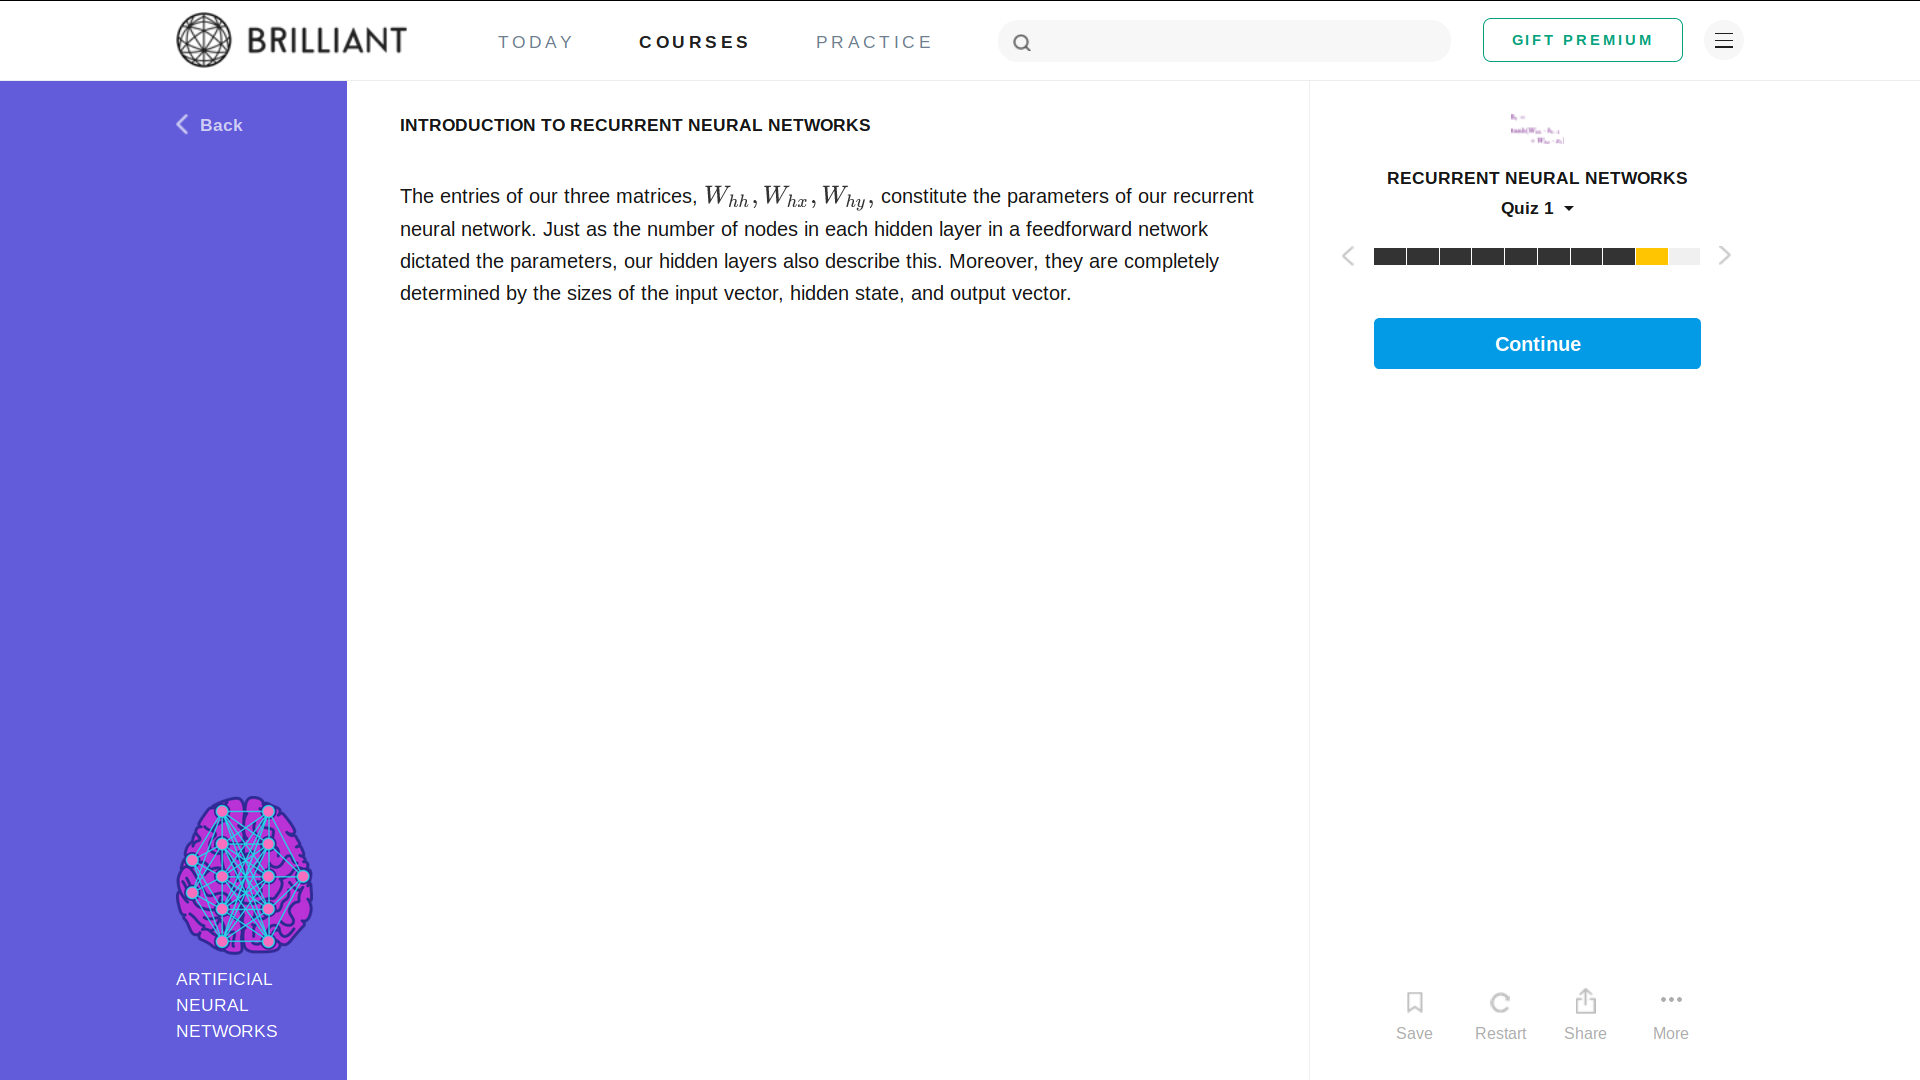 BRILLIANT
TODAY
COURSES
PRACTICE
GIFT PREMIUM
Back
INTRODUCTION TO RECURRENT NEURAL NETWORKS
The entries of our three matrices, W_{hh}, W_{hx}, W_{hy}, constitute the parameters of our recurrent
neural network. Just as the number of nodes in each hidden layer in a feedforward network
dictated the parameters, our hidden layers also describe this. Moreover, they are completely
determined by the sizes of the input vector, hidden state, and output vector.
RECURRENT NEURAL NETWORKS
Quiz 1
Continue
ARTIFICIAL
NEURAL
NETWORKS
Save
Restart
Share
More